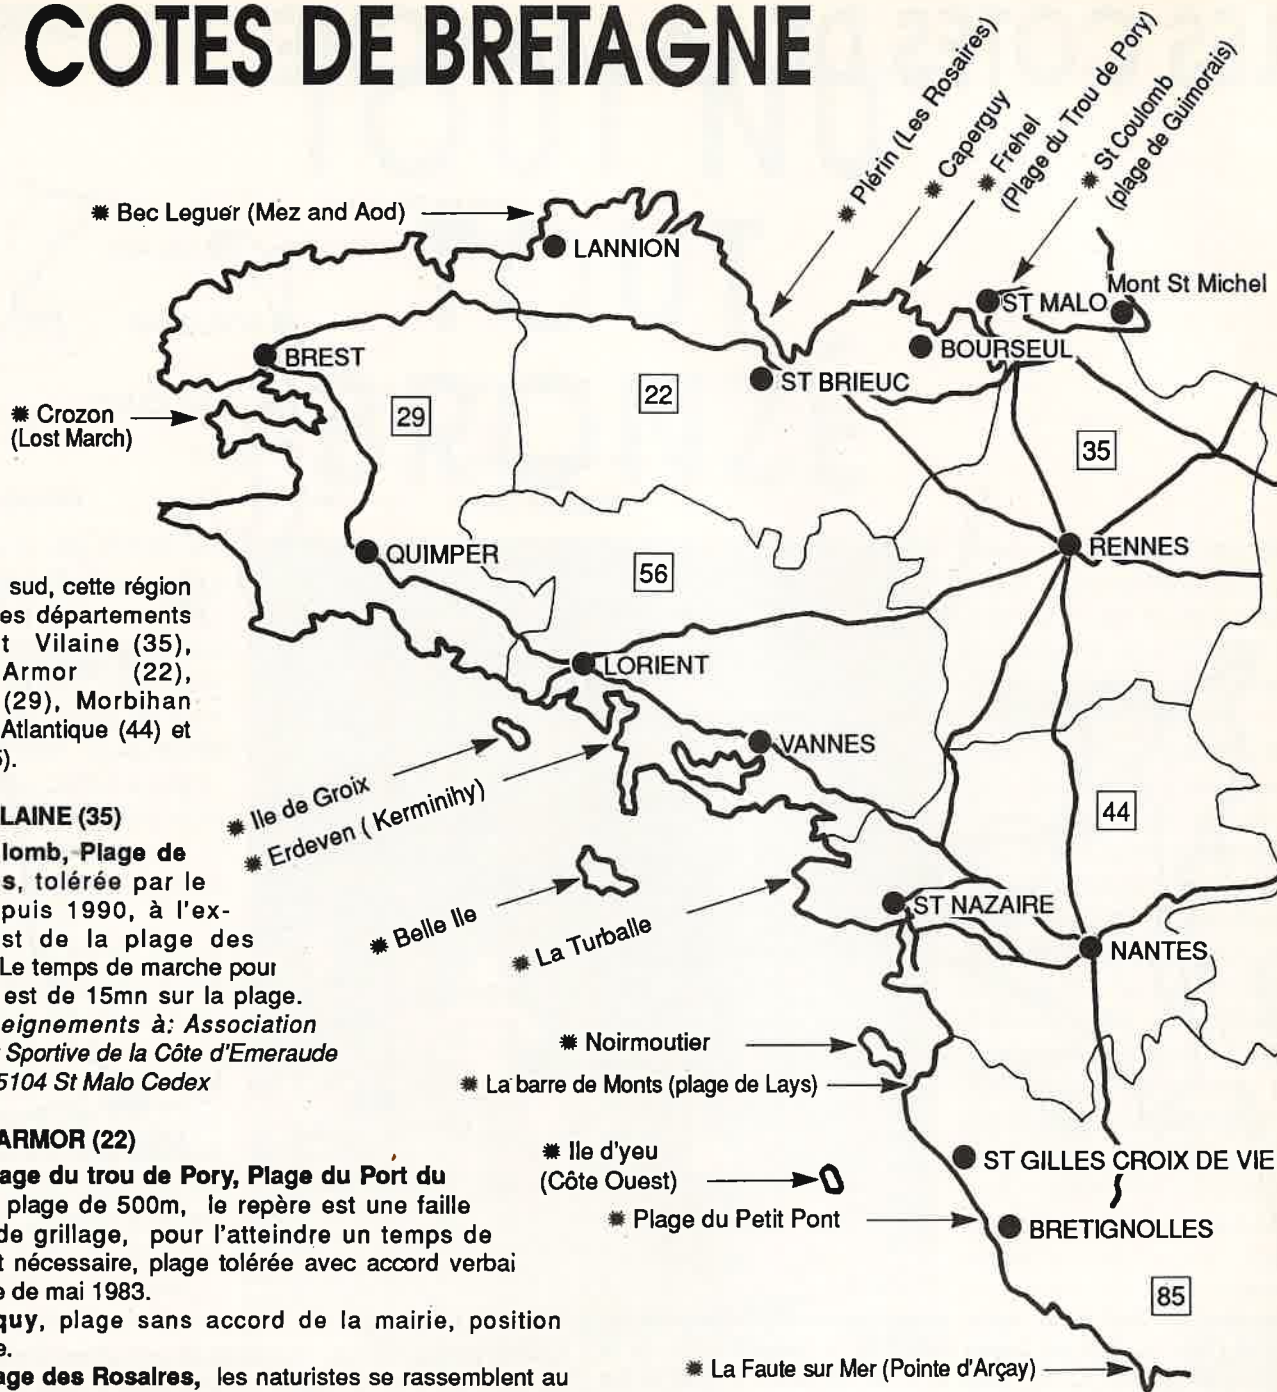 COTES DE BRETAGNE
Plérin (Les Rosaires)
Caperguy
Frehel
(Plage du Trou de Pory)
St Coulomb
(plage de Guimorais)
Bec Leguer (Mez and Aod)
LANNION
Mont St Michel
ST MALO
BOURSEUL
BREST
ST BRIEUC
22
29
Crozon
(Lost March)
35
QUIMPER
RENNES
56
sud, cette région
es départements
t Vilaine (35),
Armor (22),
(29), Morbihan
Atlantique (44) et
5).
LORIENT
VANNES
Ile de Groix
Erdeven ( Kerminihy)
44
LAINE (35)
lomb, Plage de
s, tolérée par le
puis 1990, à l'ex-
st de la plage des
Le temps de marche pour
est de 15mn sur la plage.
eignements à: Association
Sportive de la Côte d'Emeraude
5104 St Malo Cedex
Belle Ile
La Turballe
ST NAZAIRE
NANTES
Noirmoutier
La barre de Monts (plage de Lays)
ARMOR (22)
age du trou de Pory, Plage du Port du
plage de 500m, le repère est une faille
de grillage, pour l'atteindre un temps de
t nécessaire, plage tolérée avec accord verbal
e de mai 1983.
quy, plage sans accord de la mairie, position
e.
age des Rosaires, les naturistes se rassemblent au
Ile d'yeu
(Côte Ouest)
ST GILLES CROIX DE VIE
Plage du Petit Pont
BRETIGNOLLES
85
La Faute sur Mer (Pointe d'Arçay)